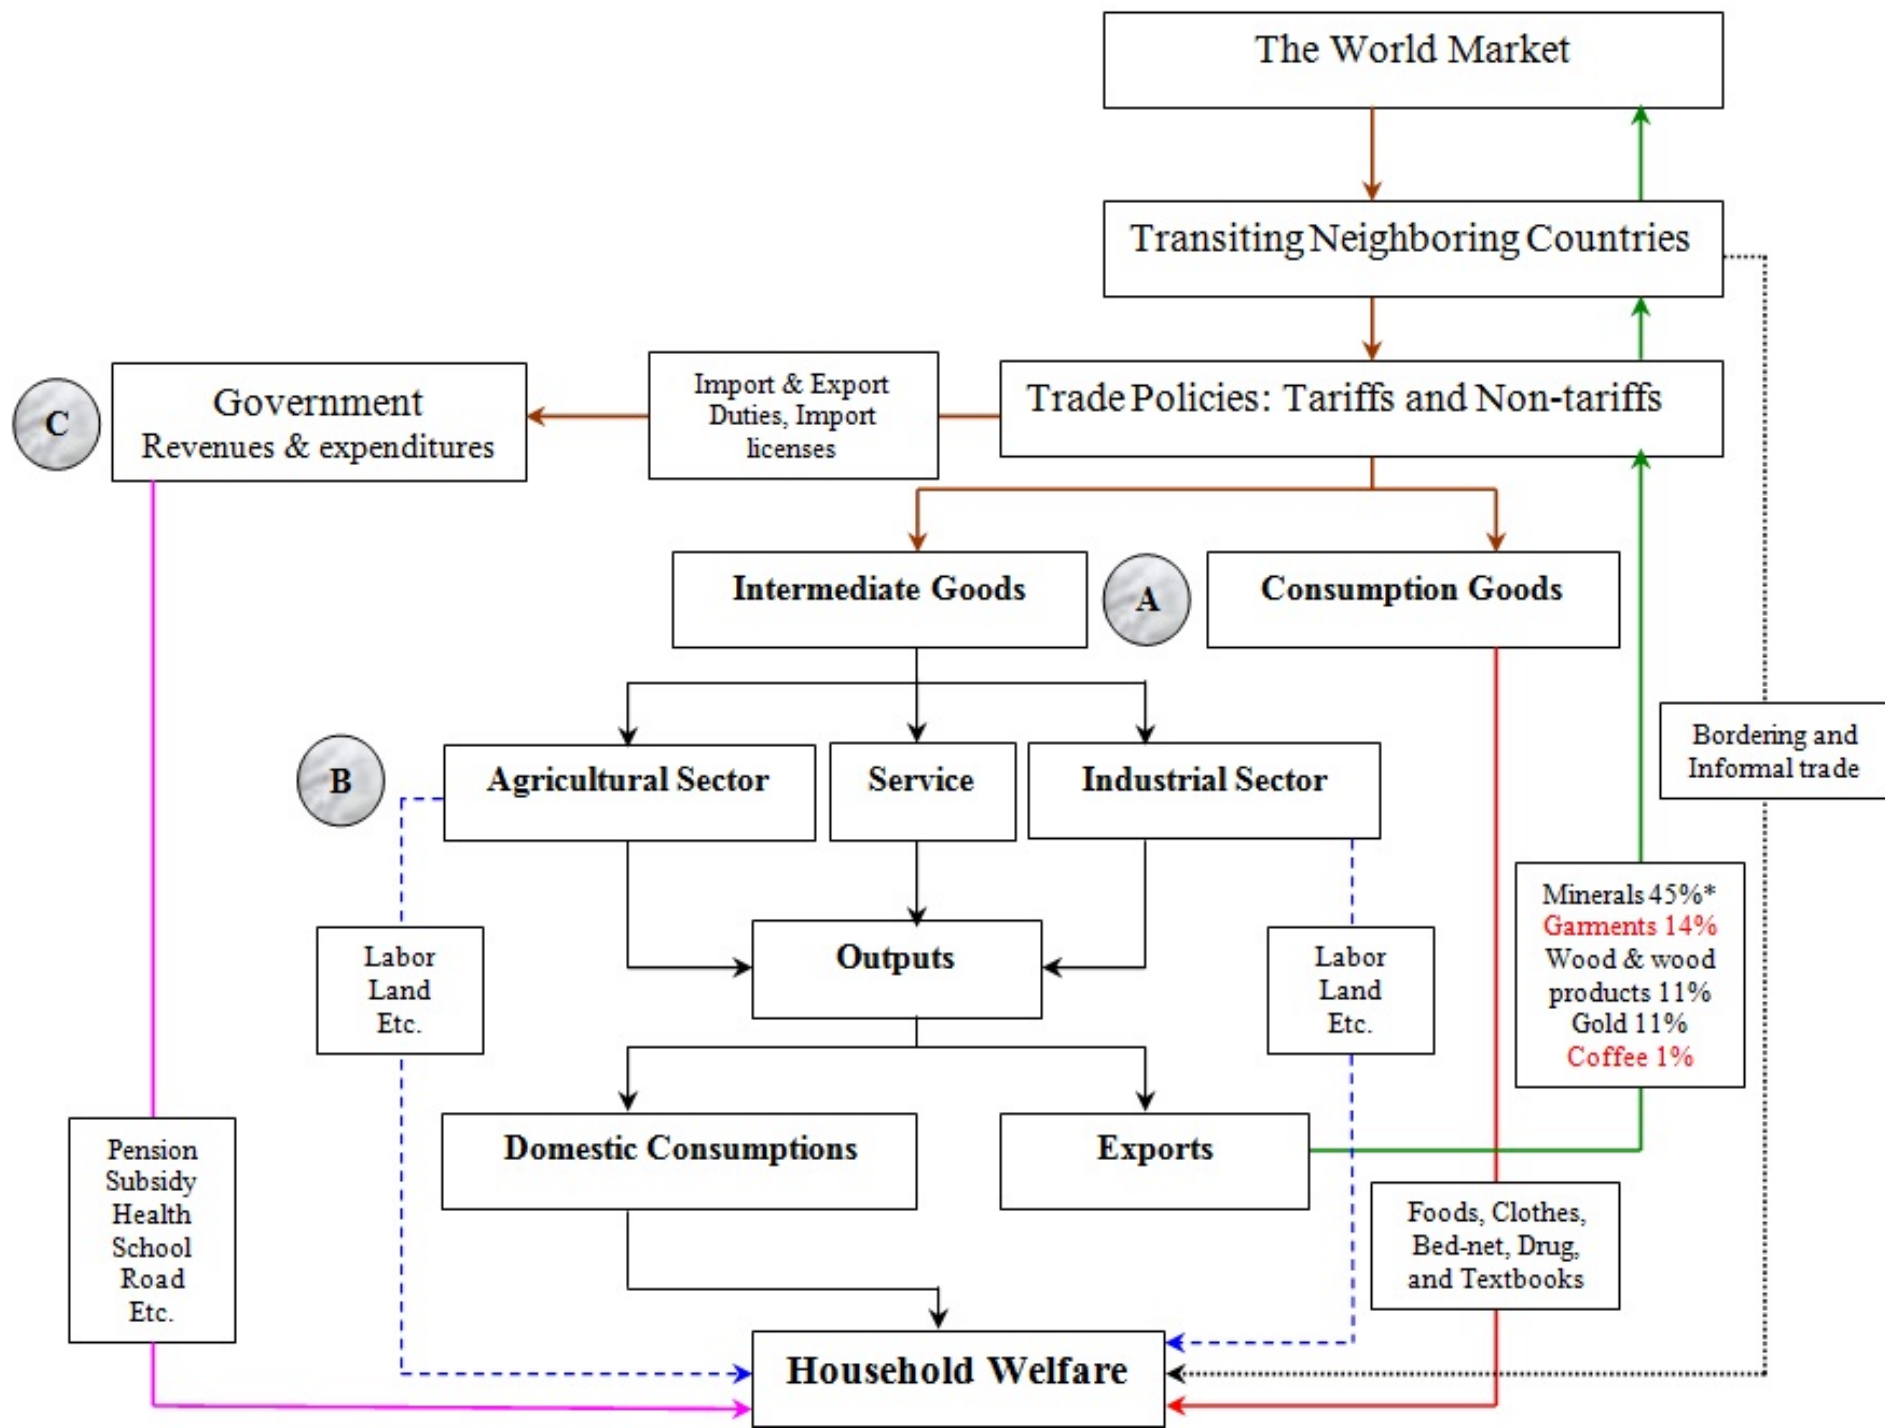 The World Market
Transiting Neighboring Countries
C
Government
Revenues & expenditures
Import & Export
Duties, Import
licenses
Trade Policies: Tariffs and Non-tariffs
Intermediate Goods
A
Consumption Goods
Bordering and
Informal trade
B
Agricultural Sector
Service
Industrial Sector
Minerals 45%*
Garments 14%
Wood & wood
products 11%
Gold 11%
Coffee 1%
Labor
Land
Etc.
Outputs
Labor
Land
Etc.
Pension
Subsidy
Health
School
Road
Etc.
Domestic Consumptions
Exports
Foods, Clothes,
Bed-net, Drug,
and Textbooks
Household Welfare